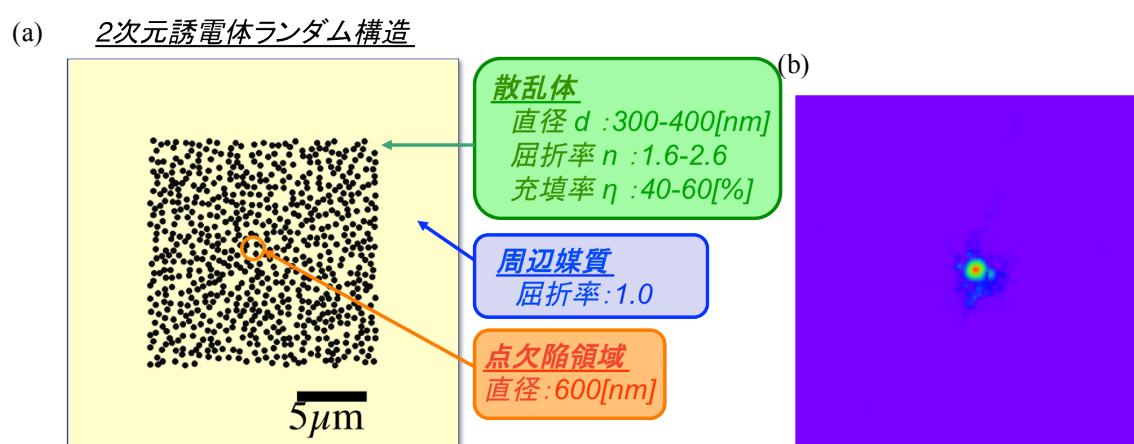 (a) 2次元誘電体ランダム構造
散乱体
直径 d :300-400[nm]
屈折率 n :1.6-2.6
充填率 η :40-60[%]
周辺媒質
屈折率:1.0
点欠陥領域
直径:600[nm]
5μm
(b)